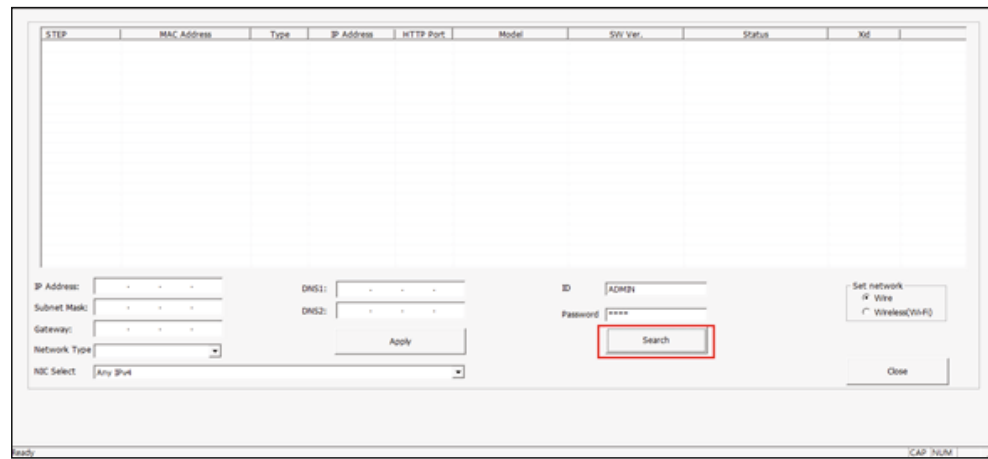 STEP MAC Address Type IP Address HTTP Port Model SW Ver. Status Xid
IP Address: DNS1: ID ADMIN Set network
Subnet Mask: DNS2: Password **** Wire
Gateway: Apply Search Wireless(Wi-Fi)
Network Type
NIC Select Any IPv4 Close
Ready CAP NUM